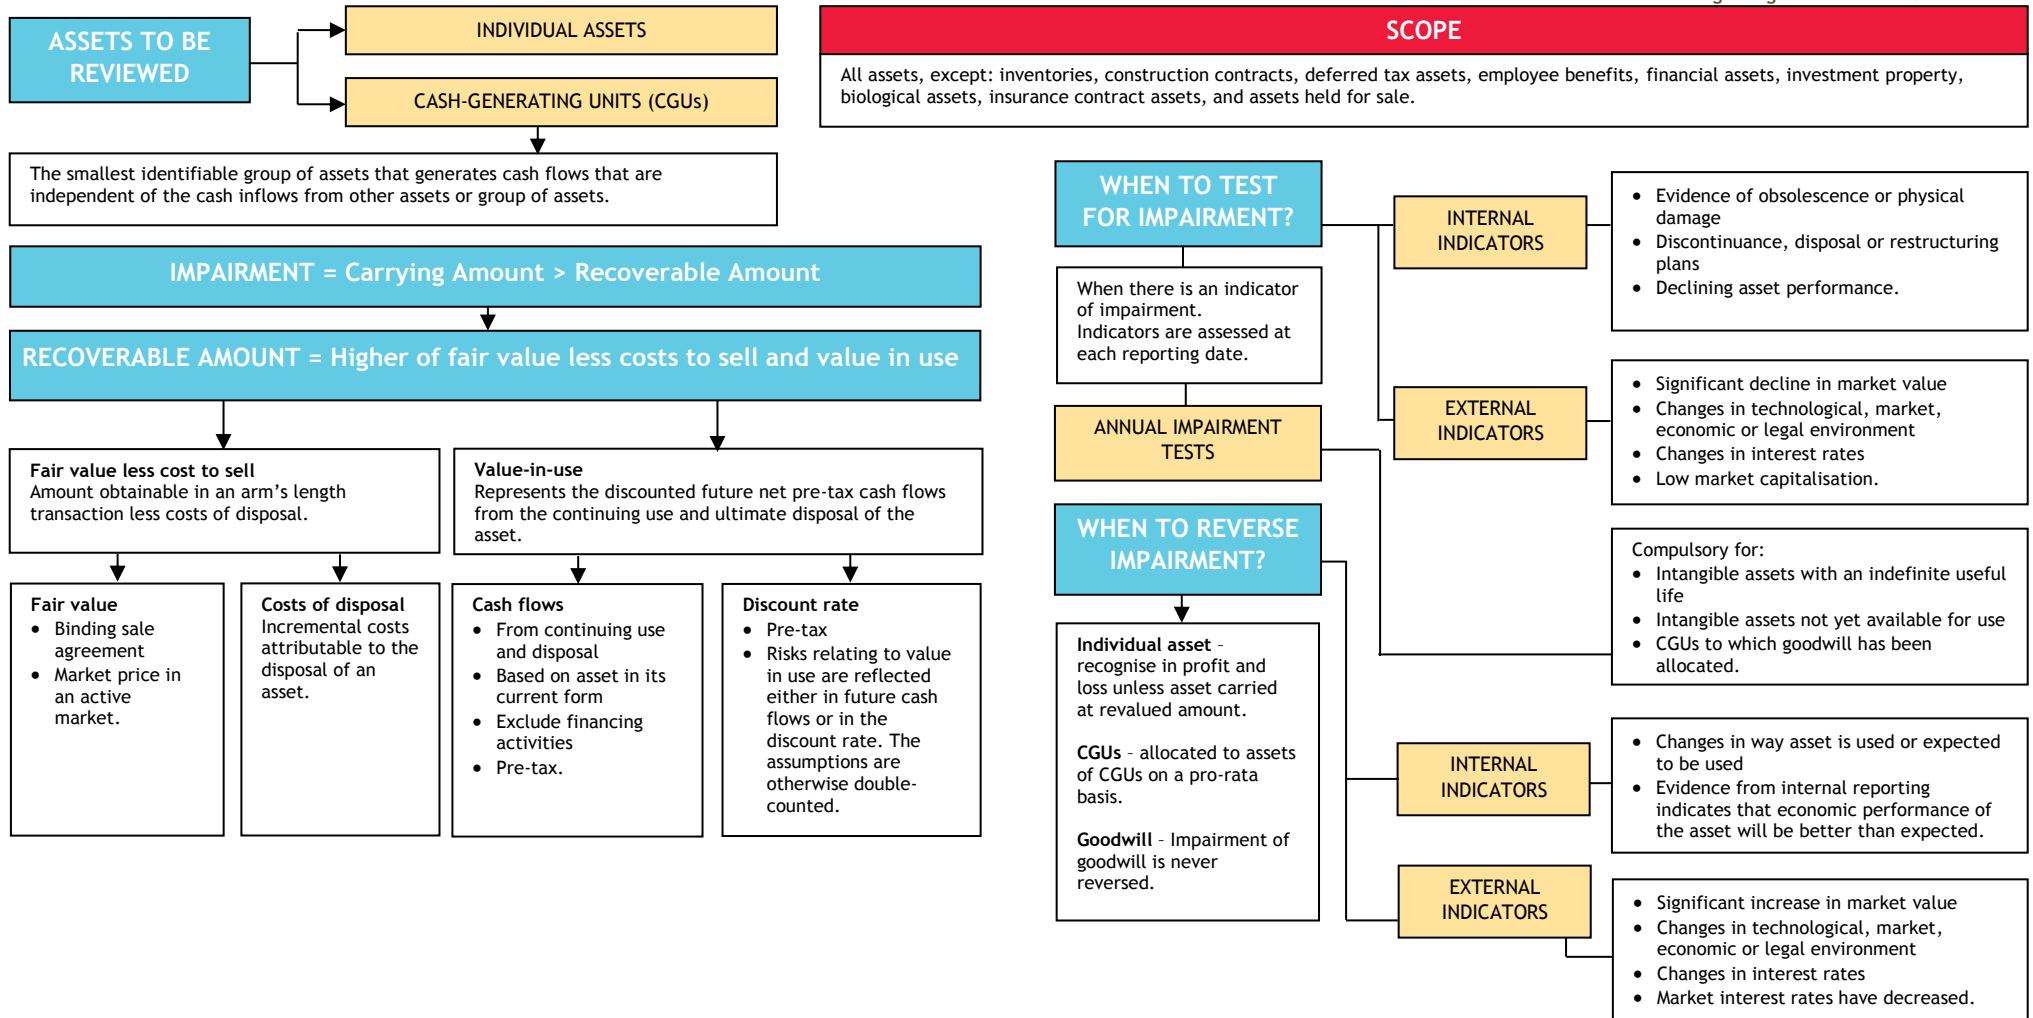 ASSETS TO BE
REVIEWED
INDIVIDUAL ASSETS
CASH-GENERATING UNITS (CGUs)
The smallest identifiable group of assets that generates cash flows that are
independent of the cash inflows from other assets or group of assets.
SCOPE
All assets, except: inventories, construction contracts, deferred tax assets, employee benefits, financial assets, investment property,
biological assets, insurance contract assets, and assets held for sale.
IMPAIRMENT = Carrying Amount > Recoverable Amount
RECOVERABLE AMOUNT = Higher of fair value less costs to sell and value in use
Fair value less cost to sell
Amount obtainable in an arm's length
transaction less costs of disposal.
Value-in-use
Represents the discounted future net pre-tax cash flows
from the continuing use and ultimate disposal of the
asset.
Fair value
• Binding sale
agreement
• Market price in
an active
market.
Costs of disposal
Incremental costs
attributable to the
disposal of an
asset.
Cash flows
• From continuing use
and disposal
• Based on asset in its
current form
• Exclude financing
activities
• Pre-tax.
Discount rate
• Pre-tax
• Risks relating to value
in use are reflected
either in future cash
flows or in the
discount rate. The
assumptions are
otherwise double-
counted.
WHEN TO TEST
FOR IMPAIRMENT?
When there is an indicator
of impairment.
Indicators are assessed at
each reporting date.
ANNUAL IMPAIRMENT
TESTS
INTERNAL
INDICATORS
• Evidence of obsolescence or physical
damage
• Discontinuance, disposal or restructuring
plans
• Declining asset performance.
EXTERNAL
INDICATORS
• Significant decline in market value
• Changes in technological, market,
economic or legal environment
• Changes in interest rates
• Low market capitalisation.
Compulsory for:
• Intangible assets with an indefinite useful
life
• Intangible assets not yet available for use
• CGUs to which goodwill has been
allocated.
WHEN TO REVERSE
IMPAIRMENT?
Individual asset –
recognise in profit and
loss unless asset carried
at revalued amount.
CGUs – allocated to assets
of CGUs on a pro-rata
basis.
Goodwill – Impairment of
goodwill is never
reversed.
INTERNAL
INDICATORS
• Changes in way asset is used or expected
to be used
• Evidence from internal reporting
indicates that economic performance of
the asset will be better than expected.
EXTERNAL
INDICATORS
• Significant increase in market value
• Changes in technological, market,
economic or legal environment
• Changes in interest rates
• Market interest rates have decreased.